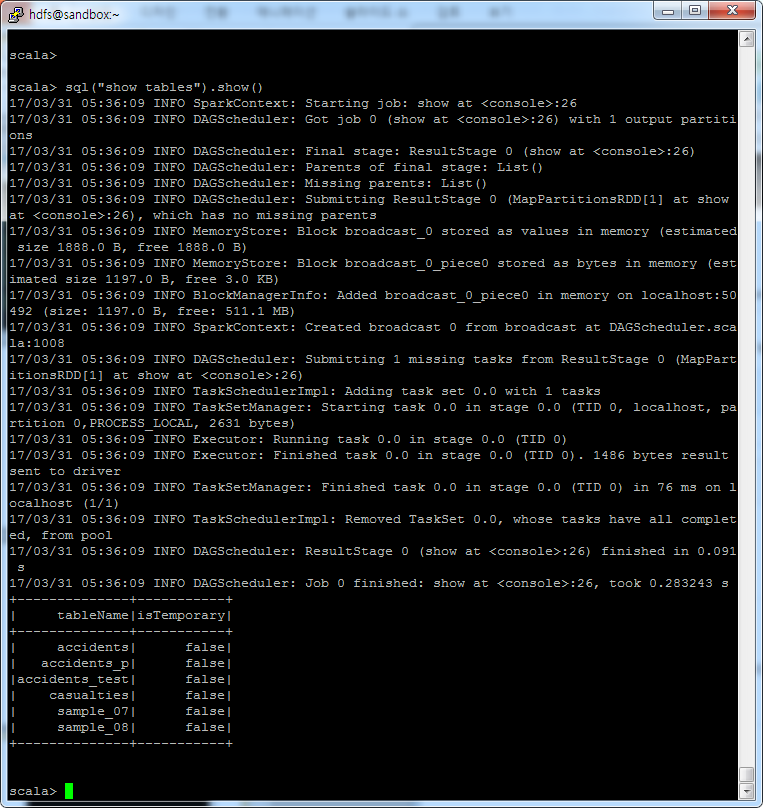 hdfs@sandbox:~
scala>
scala> sql("show tables").show()
17/03/31 05:36:09 INFO SparkContext: Starting job: show at <console>:26
17/03/31 05:36:09 INFO DAGScheduler: Got job 0 (show at <console>:26) with 1 output partiti
ons
17/03/31 05:36:09 INFO DAGScheduler: Final stage: ResultStage 0 (show at <console>:26)
17/03/31 05:36:09 INFO DAGScheduler: Parents of final stage: List()
17/03/31 05:36:09 INFO DAGScheduler: Missing parents: List()
17/03/31 05:36:09 INFO DAGScheduler: Submitting ResultStage 0 (MapPartitionsRDD[1] at show
at <console>:26), which has no missing parents
17/03/31 05:36:09 INFO MemoryStore: Block broadcast_0 stored as values in memory (estimated
 size 1888.0 B, free 1888.0 B)
17/03/31 05:36:09 INFO MemoryStore: Block broadcast_0_piece0 stored as bytes in memory (est
imated size 1197.0 B, free 3.0 KB)
17/03/31 05:36:09 INFO BlockManagerInfo: Added broadcast_0_piece0 in memory on localhost:50
492 (size: 1197.0 B, free: 511.1 MB)
17/03/31 05:36:09 INFO SparkContext: Created broadcast 0 from broadcast at DAGScheduler.sca
la:1008
17/03/31 05:36:09 INFO DAGScheduler: Submitting 1 missing tasks from ResultStage 0 (MapPart
itionsRDD[1] at show at <console>:26)
17/03/31 05:36:09 INFO TaskSchedulerImpl: Adding task set 0.0 with 1 tasks
17/03/31 05:36:09 INFO TaskSetManager: Starting task 0.0 in stage 0.0 (TID 0, localhost, pa
rtition 0,PROCESS_LOCAL, 2631 bytes)
17/03/31 05:36:09 INFO Executor: Running task 0.0 in stage 0.0 (TID 0)
17/03/31 05:36:09 INFO Executor: Finished task 0.0 in stage 0.0 (TID 0). 1486 bytes result
sent to driver
17/03/31 05:36:09 INFO TaskSetManager: Finished task 0.0 in stage 0.0 (TID 0) in 76 ms on l
ocalhost (1/1)
17/03/31 05:36:09 INFO TaskSchedulerImpl: Removed TaskSet 0.0, whose tasks have all complet
ed, from pool
17/03/31 05:36:09 INFO DAGScheduler: ResultStage 0 (show at <console>:26) finished in 0.091
 s
17/03/31 05:36:09 INFO DAGScheduler: Job 0 finished: show at <console>:26, took 0.283243 s
+--------------+-----------+
|     tableName|isTemporary|
+--------------+-----------+
|     accidents|      false|
|   accidents_p|      false|
|accidents_test|      false|
|    casualties|      false|
|     sample_07|      false|
|     sample_08|      false|
+--------------+-----------+
scala>